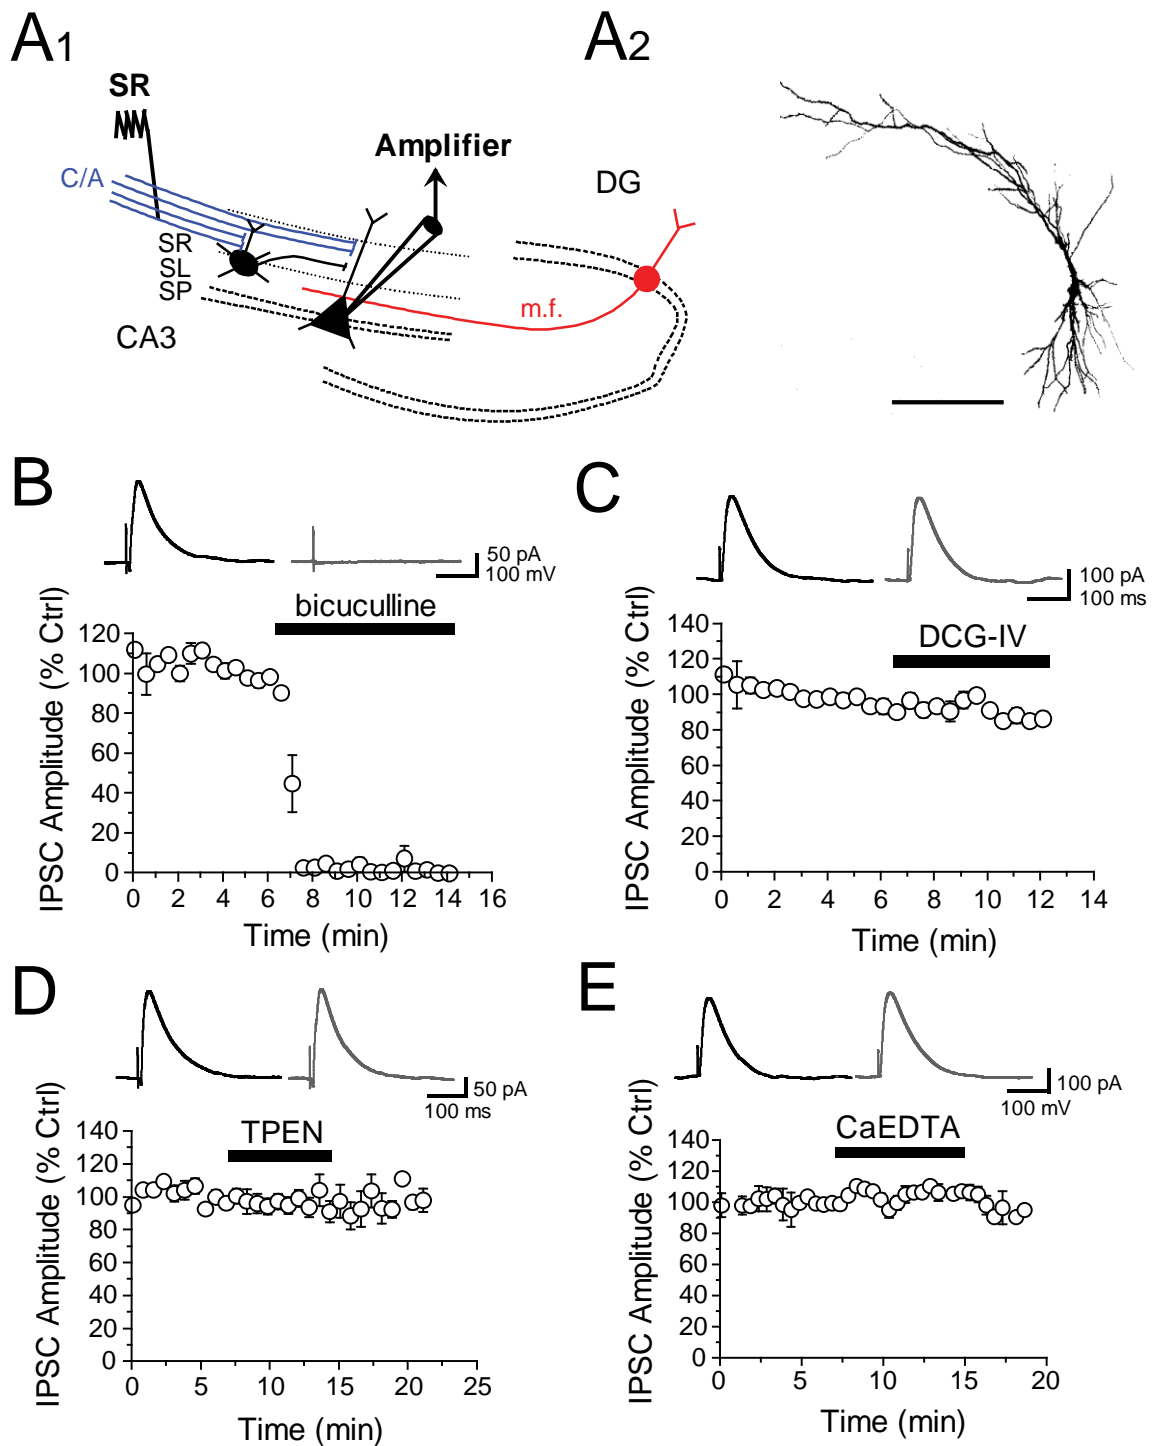 A1
A2
SR
Amplifier
C/A
DG
SR
SL
SP
m.f.
CA3
B
50 pA
100 mV
bicuculline
IPSC Amplitude (% Ctrl)
120
100
80
60
40
20
0
0 2 4 6 8 10 12 14 16
Time (min)
C
100 pA
100 ms
DCG-IV
IPSC Amplitude (% Ctrl)
140
120
100
80
60
40
20
0
0 2 4 6 8 10 12 14
Time (min)
D
50 pA
100 ms
TPEN
IPSC Amplitude (% Ctrl)
140
120
100
80
60
40
20
0
0 5 10 15 20 25
Time (min)
E
100 pA
100 mV
CaEDTA
IPSC Amplitude (% Ctrl)
140
120
100
80
60
40
20
0
0 5 10 15 20
Time (min)